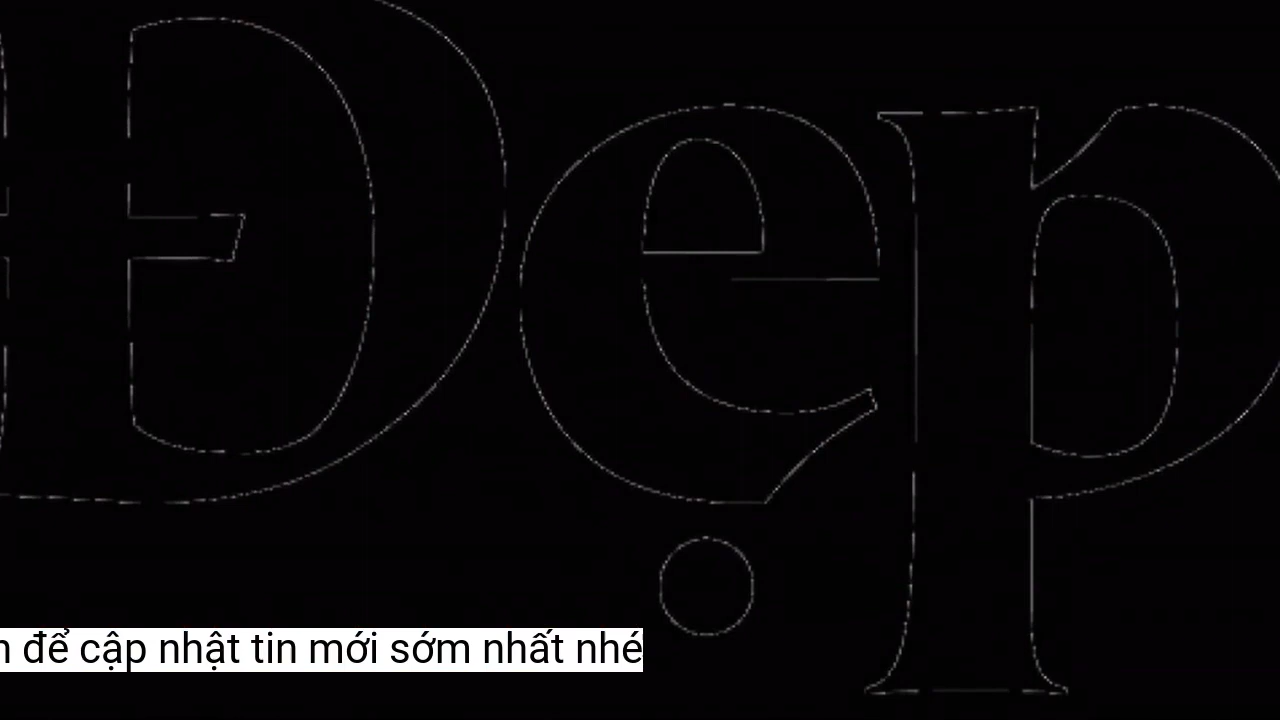 Đẹp
để cập nhật tin mới sớm nhất nhé